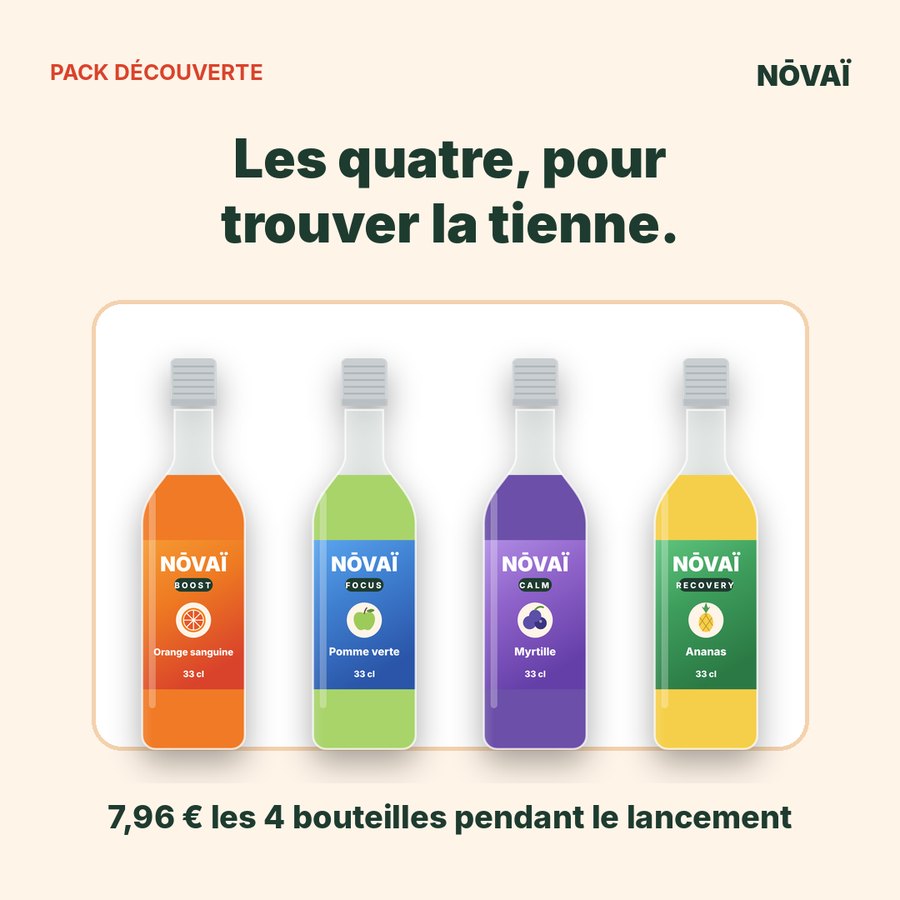 PACK DÉCOUVERTE
NŌVAÏ
Les quatre, pour
trouver la tienne.
NŌVAÏ
BOOST
Orange sanguine
33 cl
NŌVAÏ
FOCUS
Pomme verte
33 cl
NŌVAÏ
CALM
Myrtille
33 cl
NŌVAÏ
RECOVERY
Ananas
33 cl
7,96 € les 4 bouteilles pendant le lancement